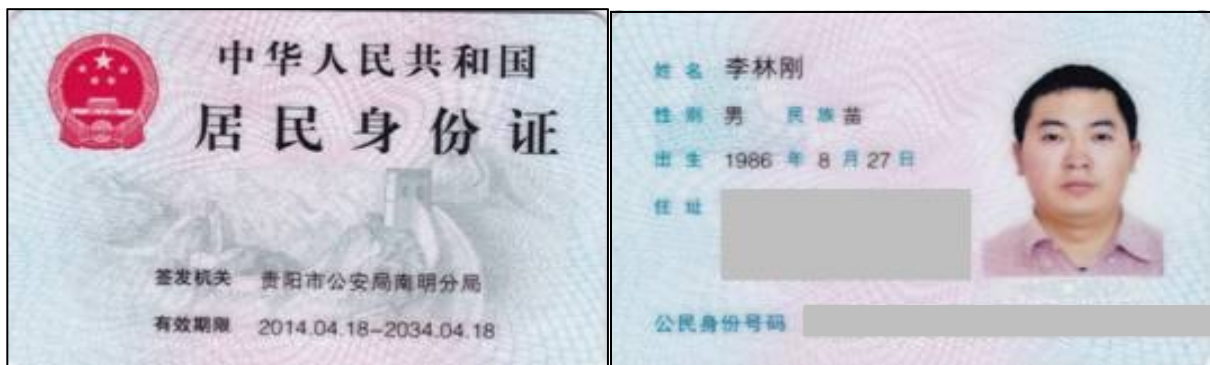 中华人民共和国
居民身份证
签发机关 贵阳市公安局南明分局
有效期限 2014.04.18-2034.04.18
姓名 李林刚
性别 男 民族 苗
出生 1986 年 8 月 27 日
住址
公民身份号码